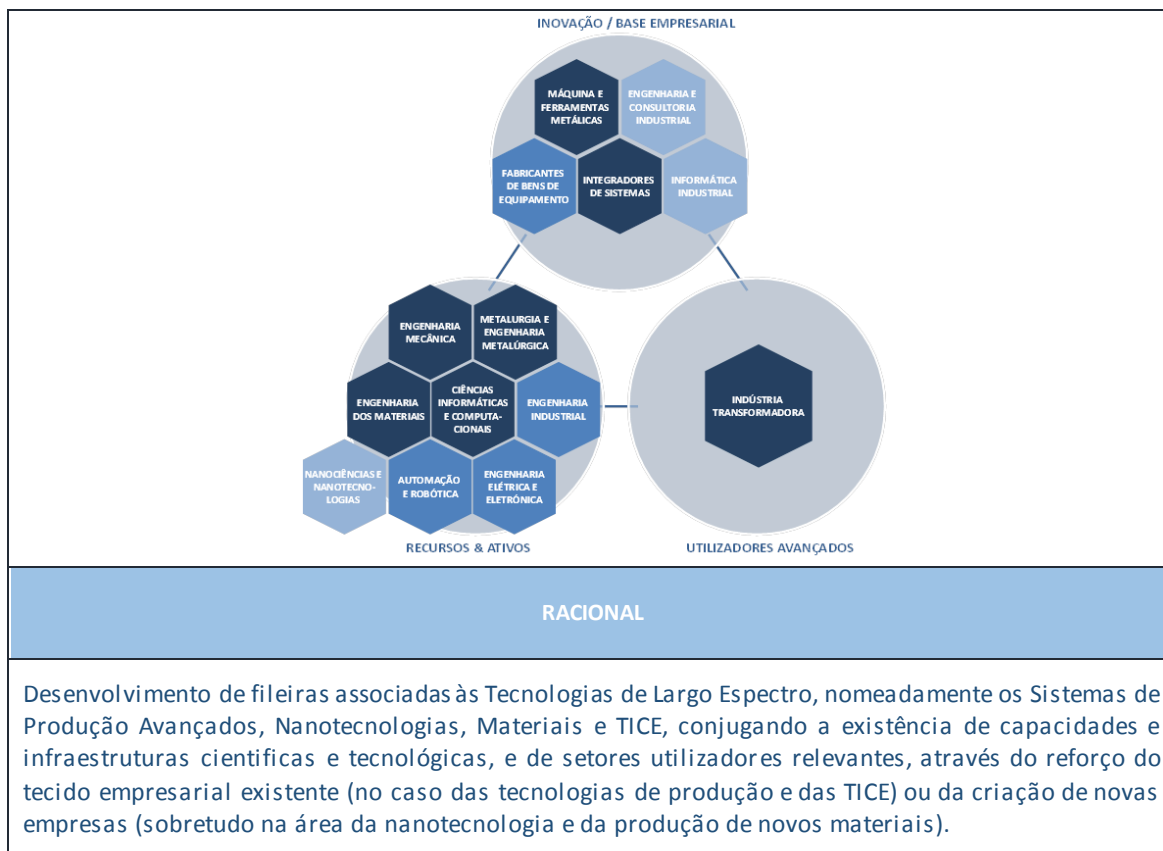 INOVAÇÃO / BASE EMPRESARIAL
MÁQUINA E
FERRAMENTAS
METÁLICAS
ENGENHARIA E
CONSULTORIA
INDUSTRIAL
FABRICANTES
DE BENS DE
EQUIPAMENTO
INTEGRADORES
DE SISTEMAS
INFORMÁTICA
INDUSTRIAL
ENGENHARIA
MECÂNICA
METALURGIA E
ENGENHARIA
METALÚRGICA
ENGENHARIA
DOS MATERIAIS
CIÊNCIAS
INFORMÁTICAS
E COMPUTA-
CIONAIS
ENGENHARIA
INDUSTRIAL
NANOCIÊNCIAS E
NANOTECNO-
LOGIAS
AUTOMAÇÃO
E ROBÓTICA
ENGENHARIA
ELÉTRICA E
ELETRÓNICA
RECURSOS & ATIVOS
INDÚSTRIA
TRANSFORMADORA
UTILIZADORES AVANÇADOS
RACIONAL
Desenvolvimento de fileiras associadas às Tecnologias de Largo Espectro, nomeadamente os Sistemas de
Produção Avançados, Nanotecnologias, Materiais e TICE, conjugando a existência de capacidades e
infraestruturas cientificas e tecnológicas, e de setores utilizadores relevantes, através do reforço do
tecido empresarial existente (no caso das tecnologias de produção e das TICE) ou da criação de novas
empresas (sobretudo na área da nanotecnologia e da produção de novos materiais).